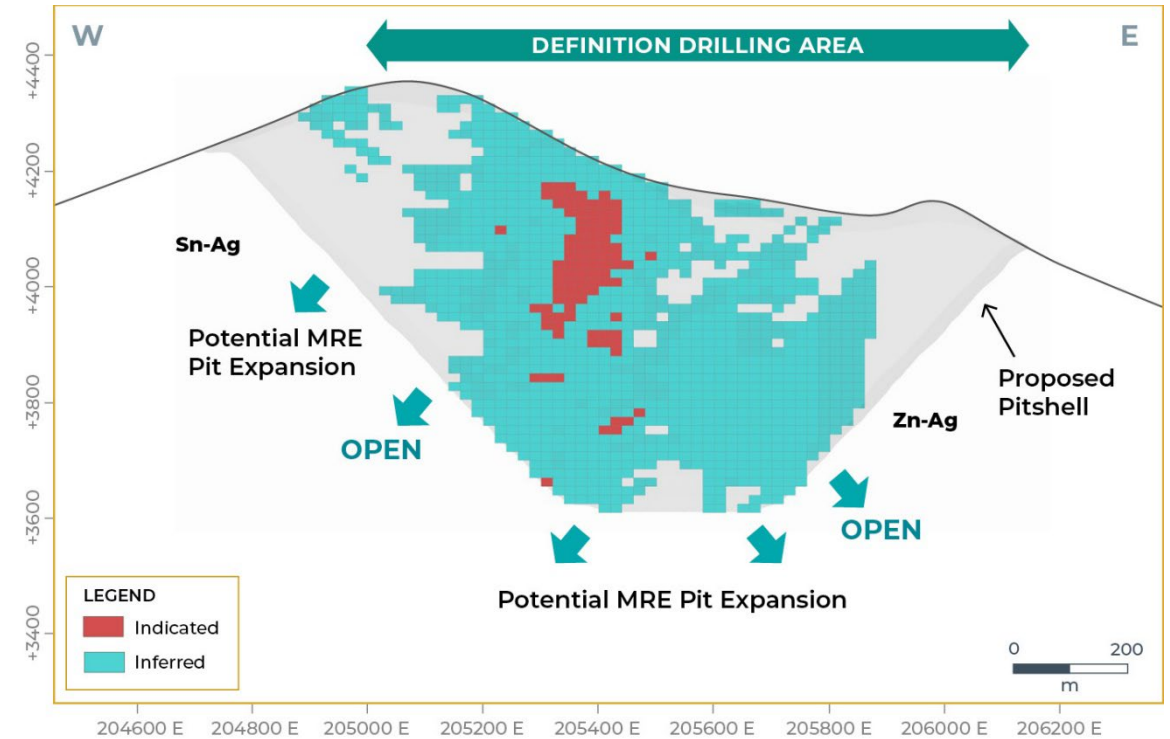 W
DEFINITION DRILLING AREA
E
+4400
+4200
+4000
+3800
+3600
+3400
Sn-Ag
Potential MRE
Pit Expansion
OPEN
Proposed
Pitshell
Zn-Ag
OPEN
Potential MRE Pit Expansion
LEGEND
Indicated
Inferred
0 200
m
204600 E 204800 E 205000 E 205200 E 205400 E 205600 E 205800 E 206000 E 206200 E